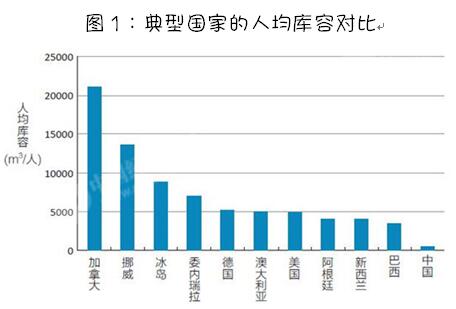 图1：典型国家的人均库容对比
25000
20000
15000
10000
5000
0
人均库容
(m³/人)
加拿大
挪威
冰岛
委内瑞拉
德国
澳大利亚
美国
阿根廷
新西兰
巴西
中国